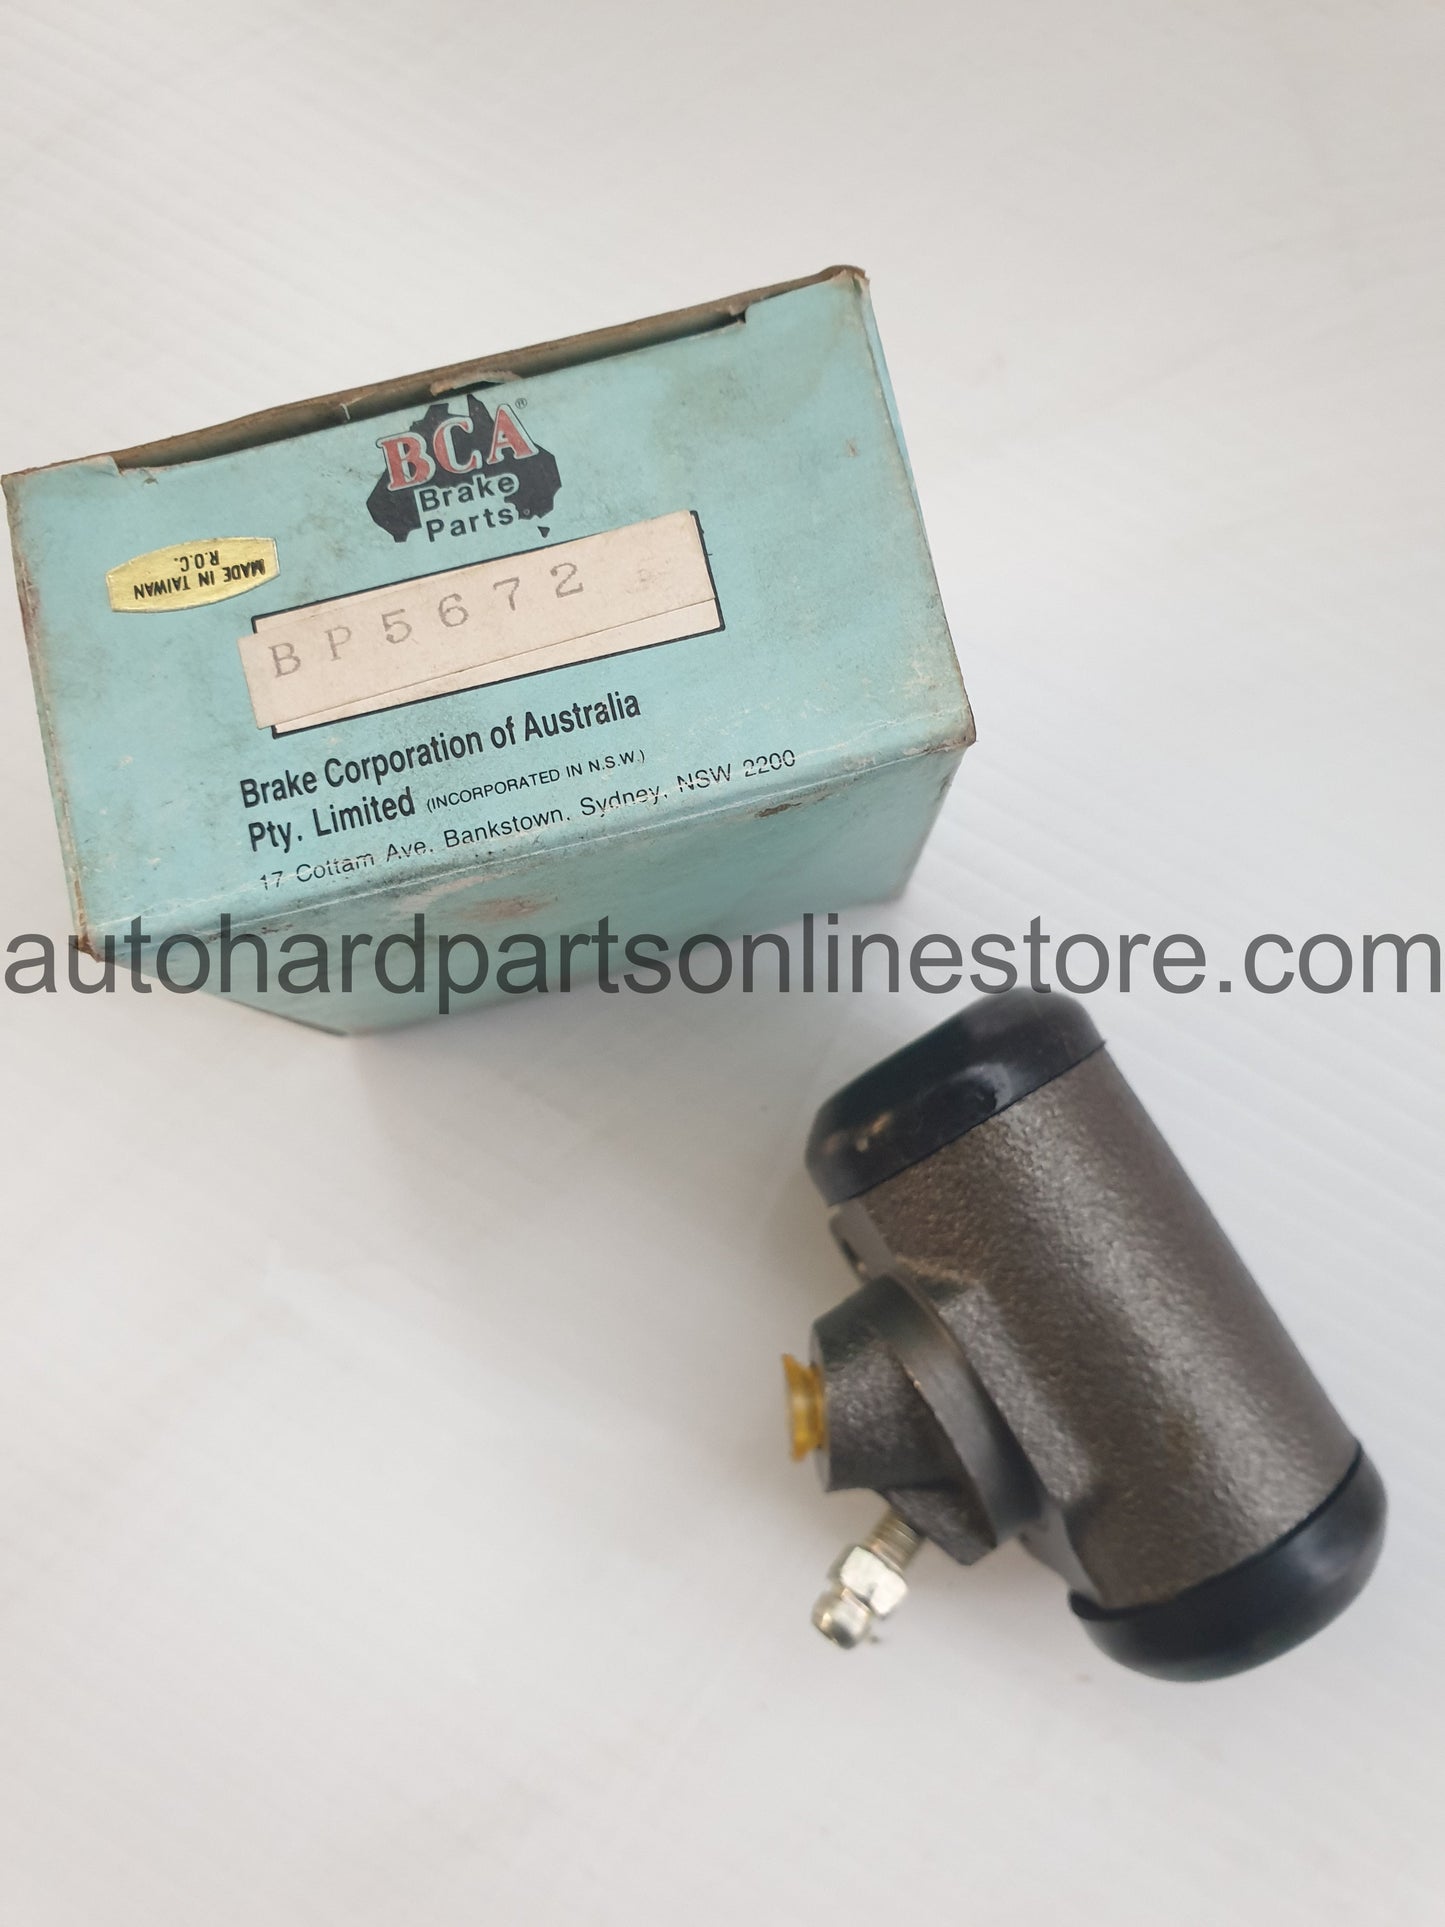 BCA®
Brake
Parts
MADE IN TAIWAN
R.O.C.
BP5672
Brake Corporation of Australia
Pty. Limited (INCORPORATED IN N.S.W.)
17 Cottam Ave. Bankstown, Sydney, NSW 2200
autohardpartsonlinestore.com